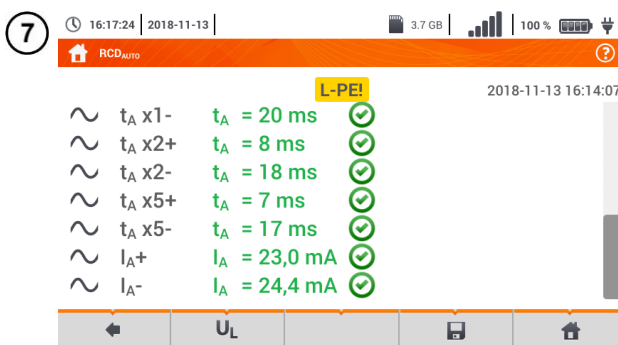 7
16:17:24 2018-11-13 3.7 GB 100 %
RCDAUTO ?
L-PE! 2018-11-13 16:14:07
tA x1- tA = 20 ms
tA x2+ tA = 8 ms
tA x2- tA = 18 ms
tA x5+ tA = 7 ms
tA x5- tA = 17 ms
IA+ IA = 23,0 mA
IA- IA = 24,4 mA
UL